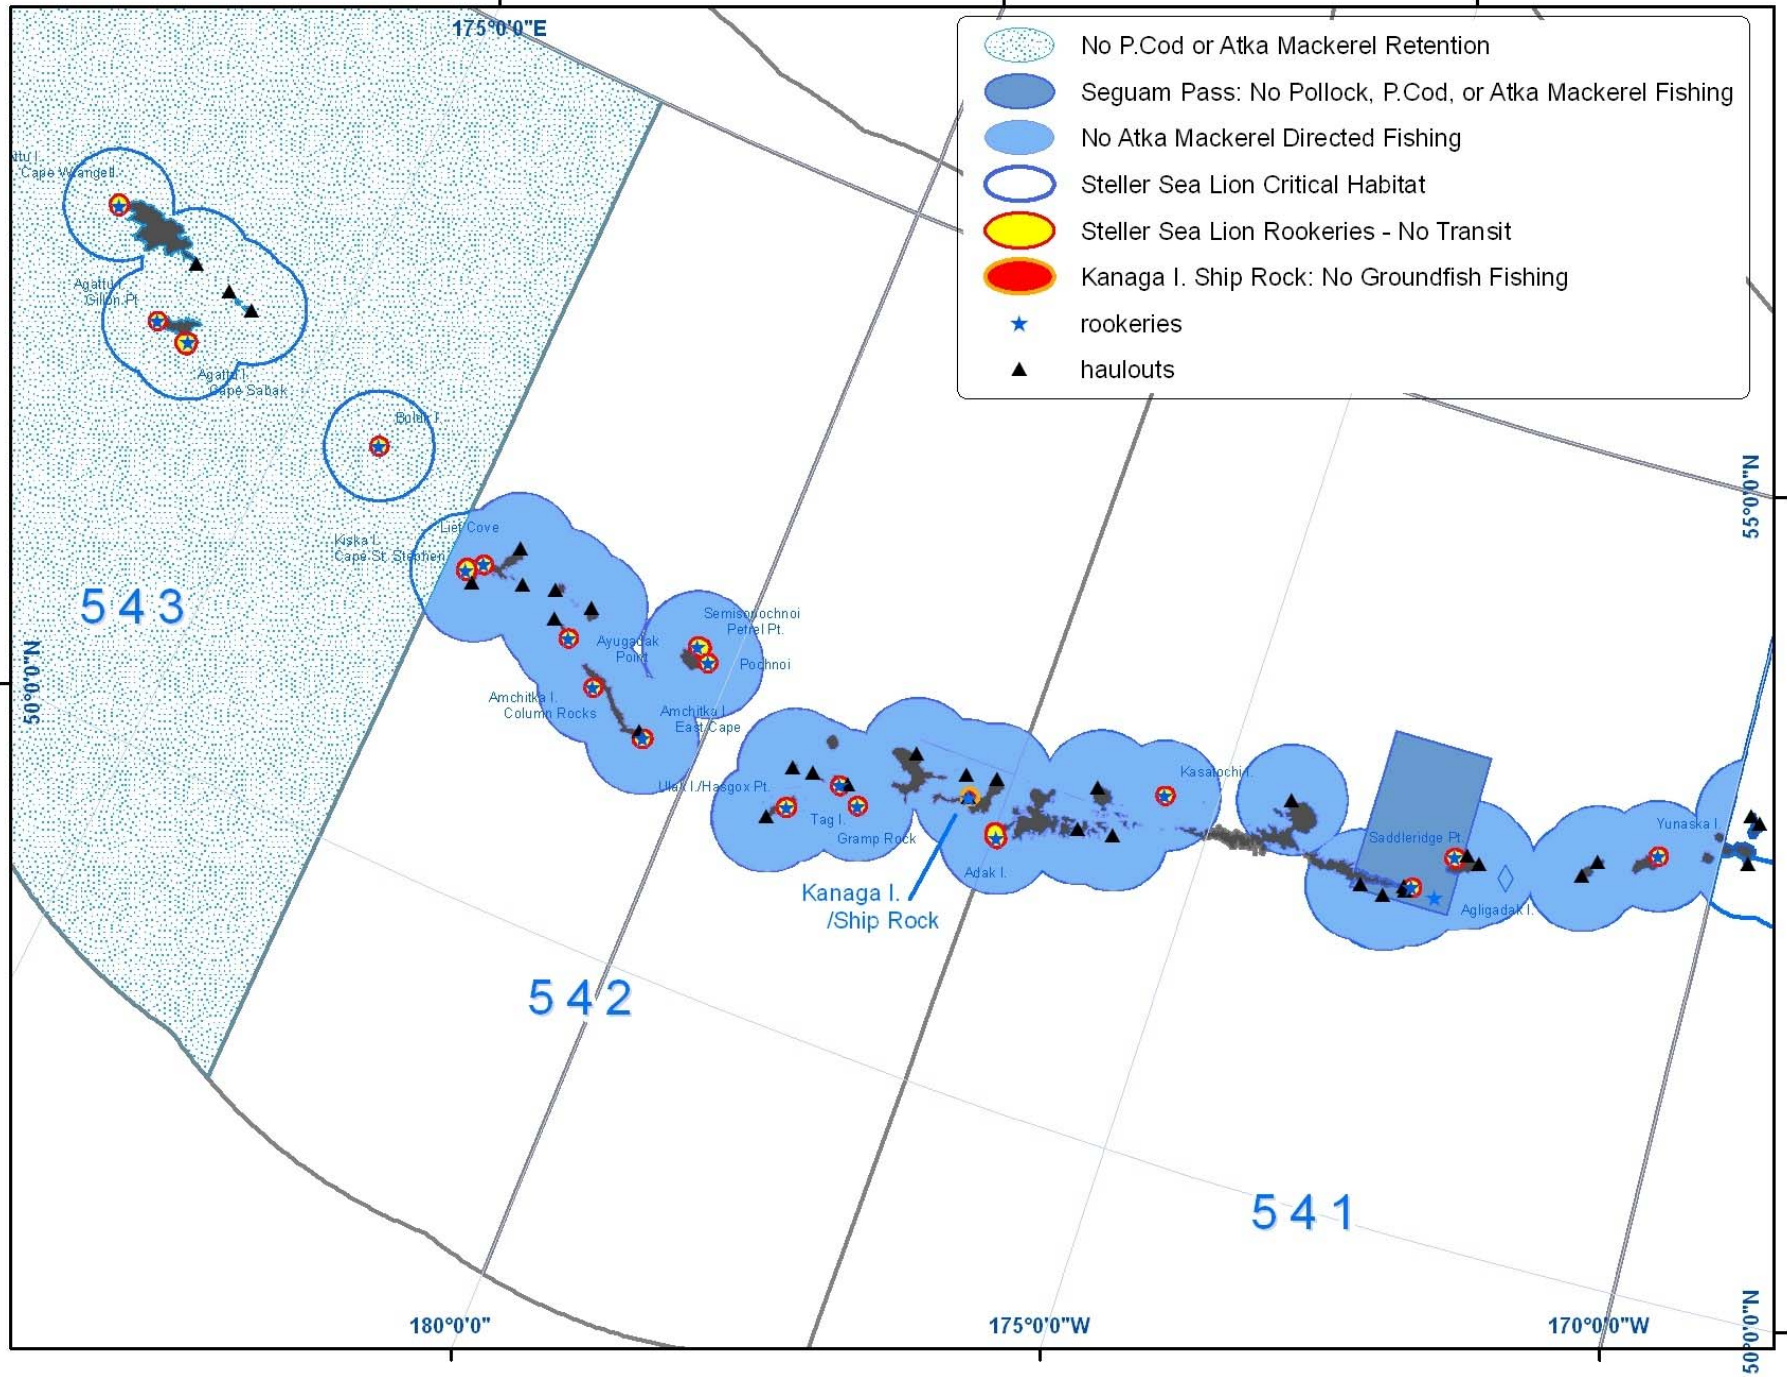 175°0'0"E
No P.Cod or Atka Mackerel Retention
Seguam Pass: No Pollock, P.Cod, or Atka Mackerel Fishing
No Atka Mackerel Directed Fishing
Steller Sea Lion Critical Habitat
Steller Sea Lion Rookeries - No Transit
Kanaga I. Ship Rock: No Groundfish Fishing
rookeries
haulouts
ttu I.
Cape Wrangell
Agattu I.
Gillon Pt.
Agattu I.
Cape Sabak
Buldir I.
55°0'0"N
Lief Cove
Kiska I.
Cape St. Stephen
543
50°0'0"N
Semisopochnoi
Petrel Pt.
Pochnoi
Ayugadak
Point
Amchitka I.
Column Rocks
Amchitka I.
East Cape
Ulak I./Hasgox Pt.
Tag I.
Gramp Rock
Kasatochi I.
Adak I.
Kanaga I.
/Ship Rock
Saddleridge Pt.
Agligadak I.
Yunaska I.
542
541
180°0'0"
175°0'0"W
170°0'0"W
50°0'0"N